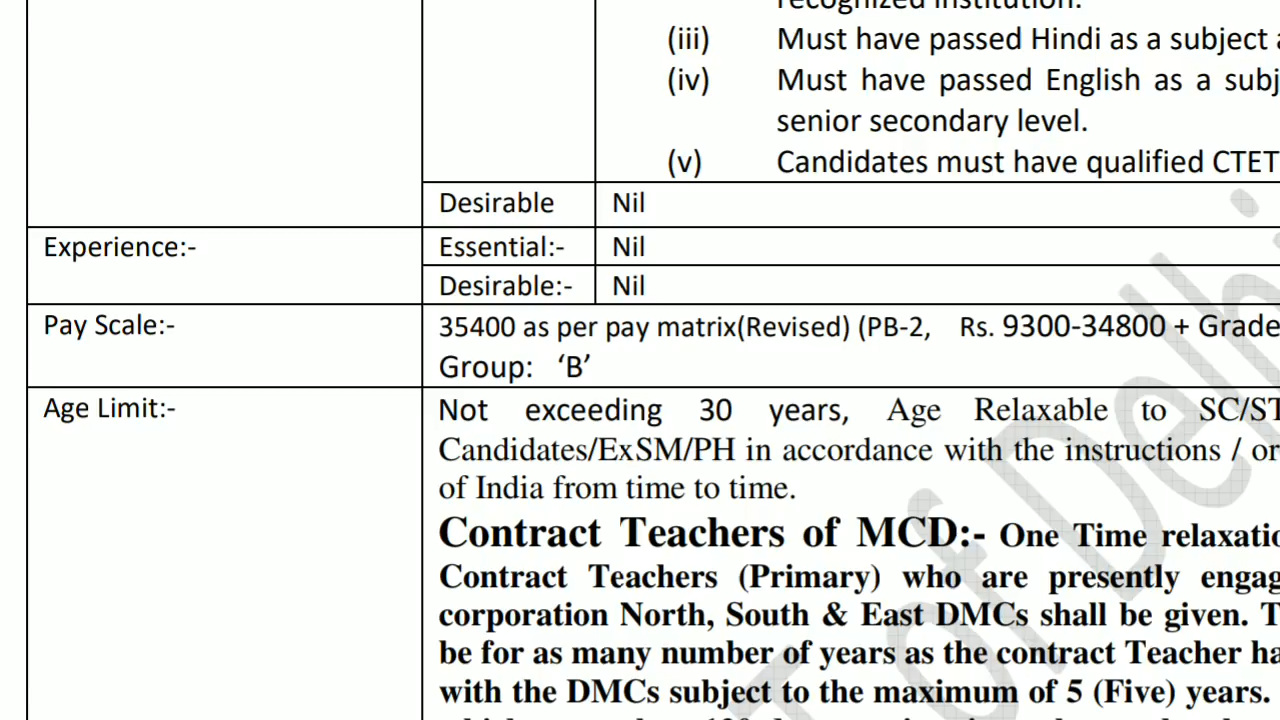 recognized institution.
(iii) Must have passed Hindi as a subject
(iv) Must have passed English as a
senior secondary level.
(v) Candidates must have qualified CTET
Desirable Nil
Experience:- Essential:- Nil
Desirable:- Nil
Pay Scale:- 35400 as per pay matrix(Revised) (PB-2, Rs. 9300-34800 + Grade
Group: ‘B’
Age Limit:- Not exceeding 30 years, Age Relaxable to SC/ST
Candidates/ExSM/PH in accordance with the instructions /
of India from time to time.
Contract Teachers of MCD:- One Time
Contract Teachers (Primary) who are presently
corporation North, South & East DMCs shall be given.
be for as many number of years as the contract Teacher
with the DMCs subject to the maximum of 5 (Five) years.
of Delhi